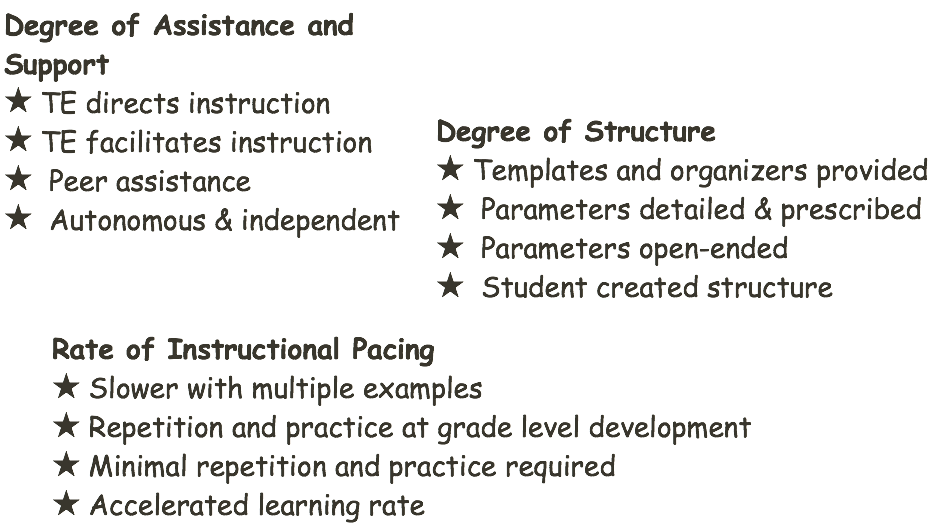 Degree of Assistance and
Support
★ TE directs instruction
★ TE facilitates instruction
★ Peer assistance
★ Autonomous & independent
Degree of Structure
★ Templates and organizers provided
★ Parameters detailed & prescribed
★ Parameters open-ended
★ Student created structure
Rate of Instructional Pacing
★ Slower with multiple examples
★ Repetition and practice at grade level development
★ Minimal repetition and practice required
★ Accelerated learning rate